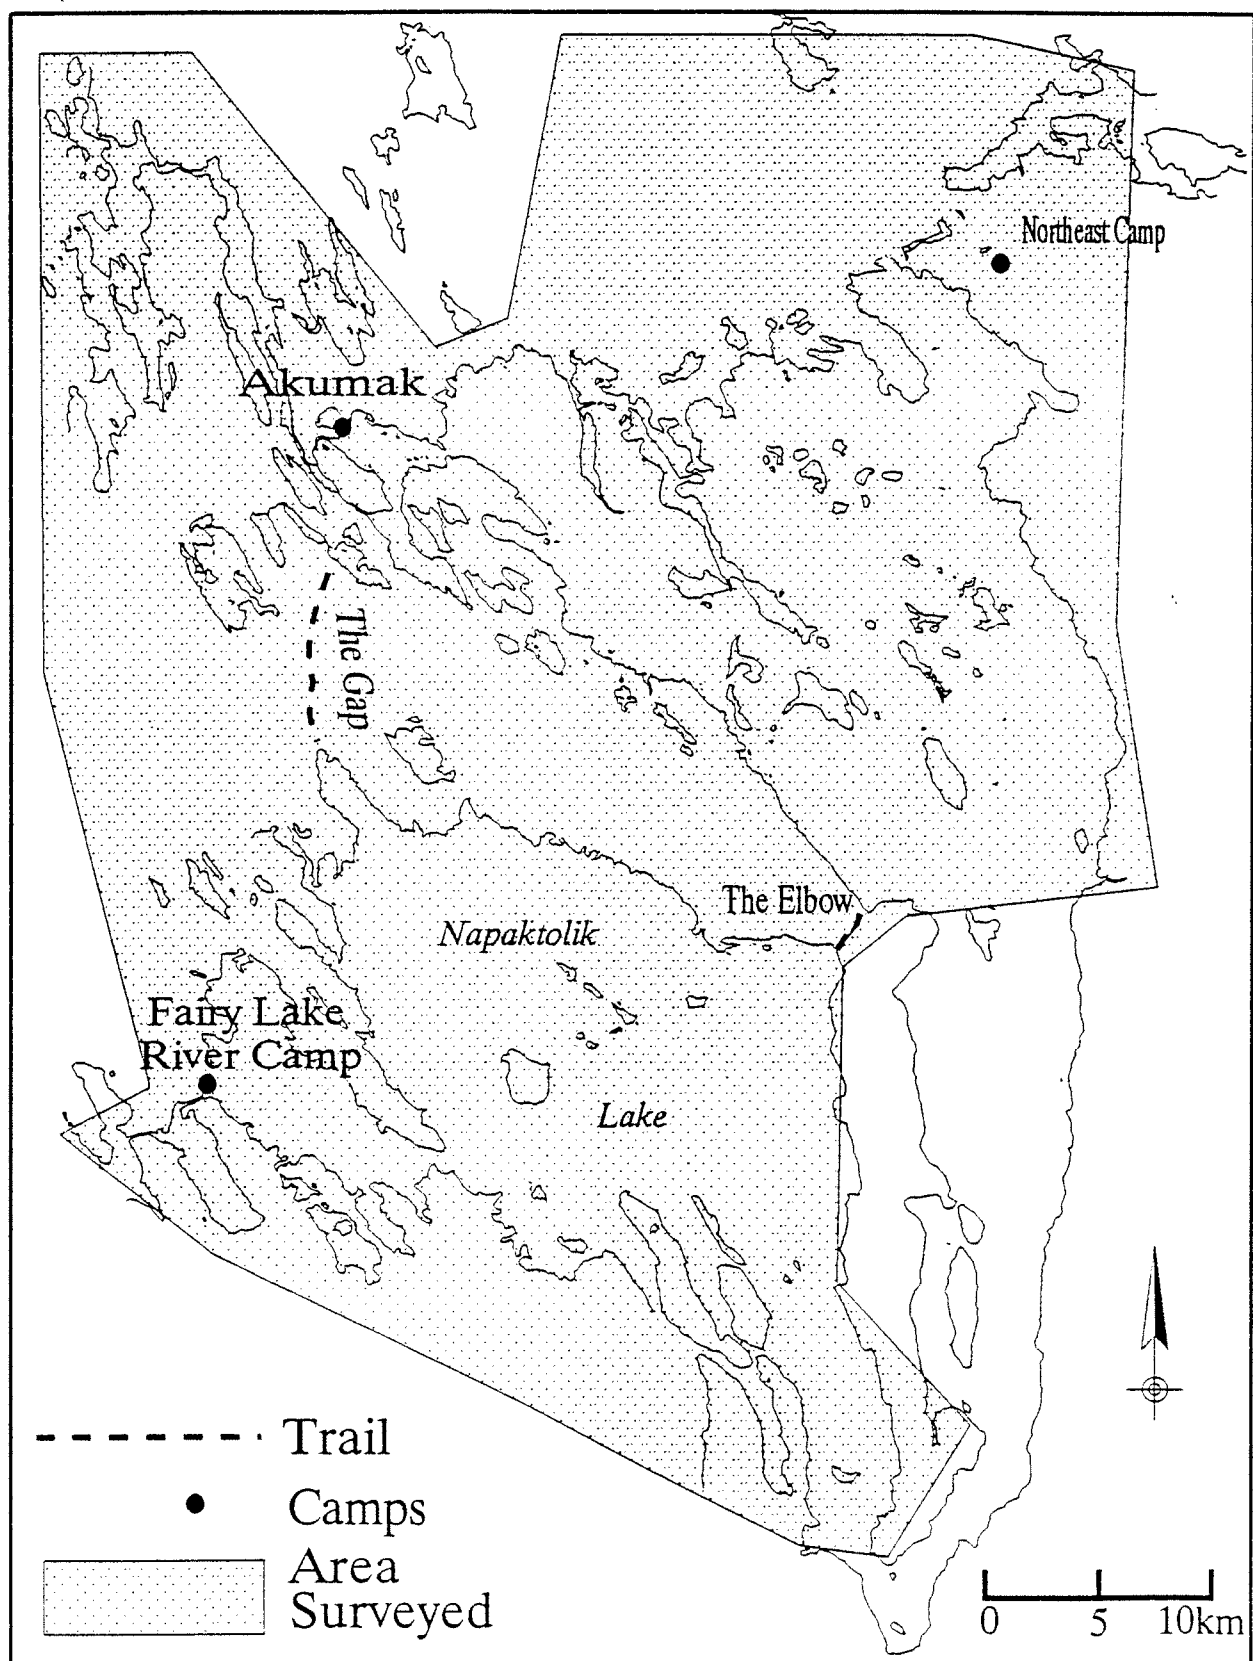 Northeast Camp
Akumak
The Gap
The Elbow
Napaktolik
Fairy Lake
River Camp
Lake
Trail
Camps
Area
Surveyed
0 5 10km